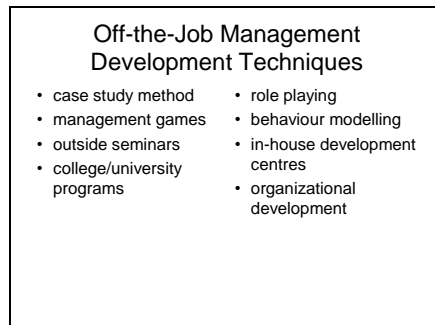 Off-the-Job Management
Development Techniques
• case study method
• management games
• outside seminars
• college/university
programs
• role playing
• behaviour modelling
• in-house development
centres
• organizational
development